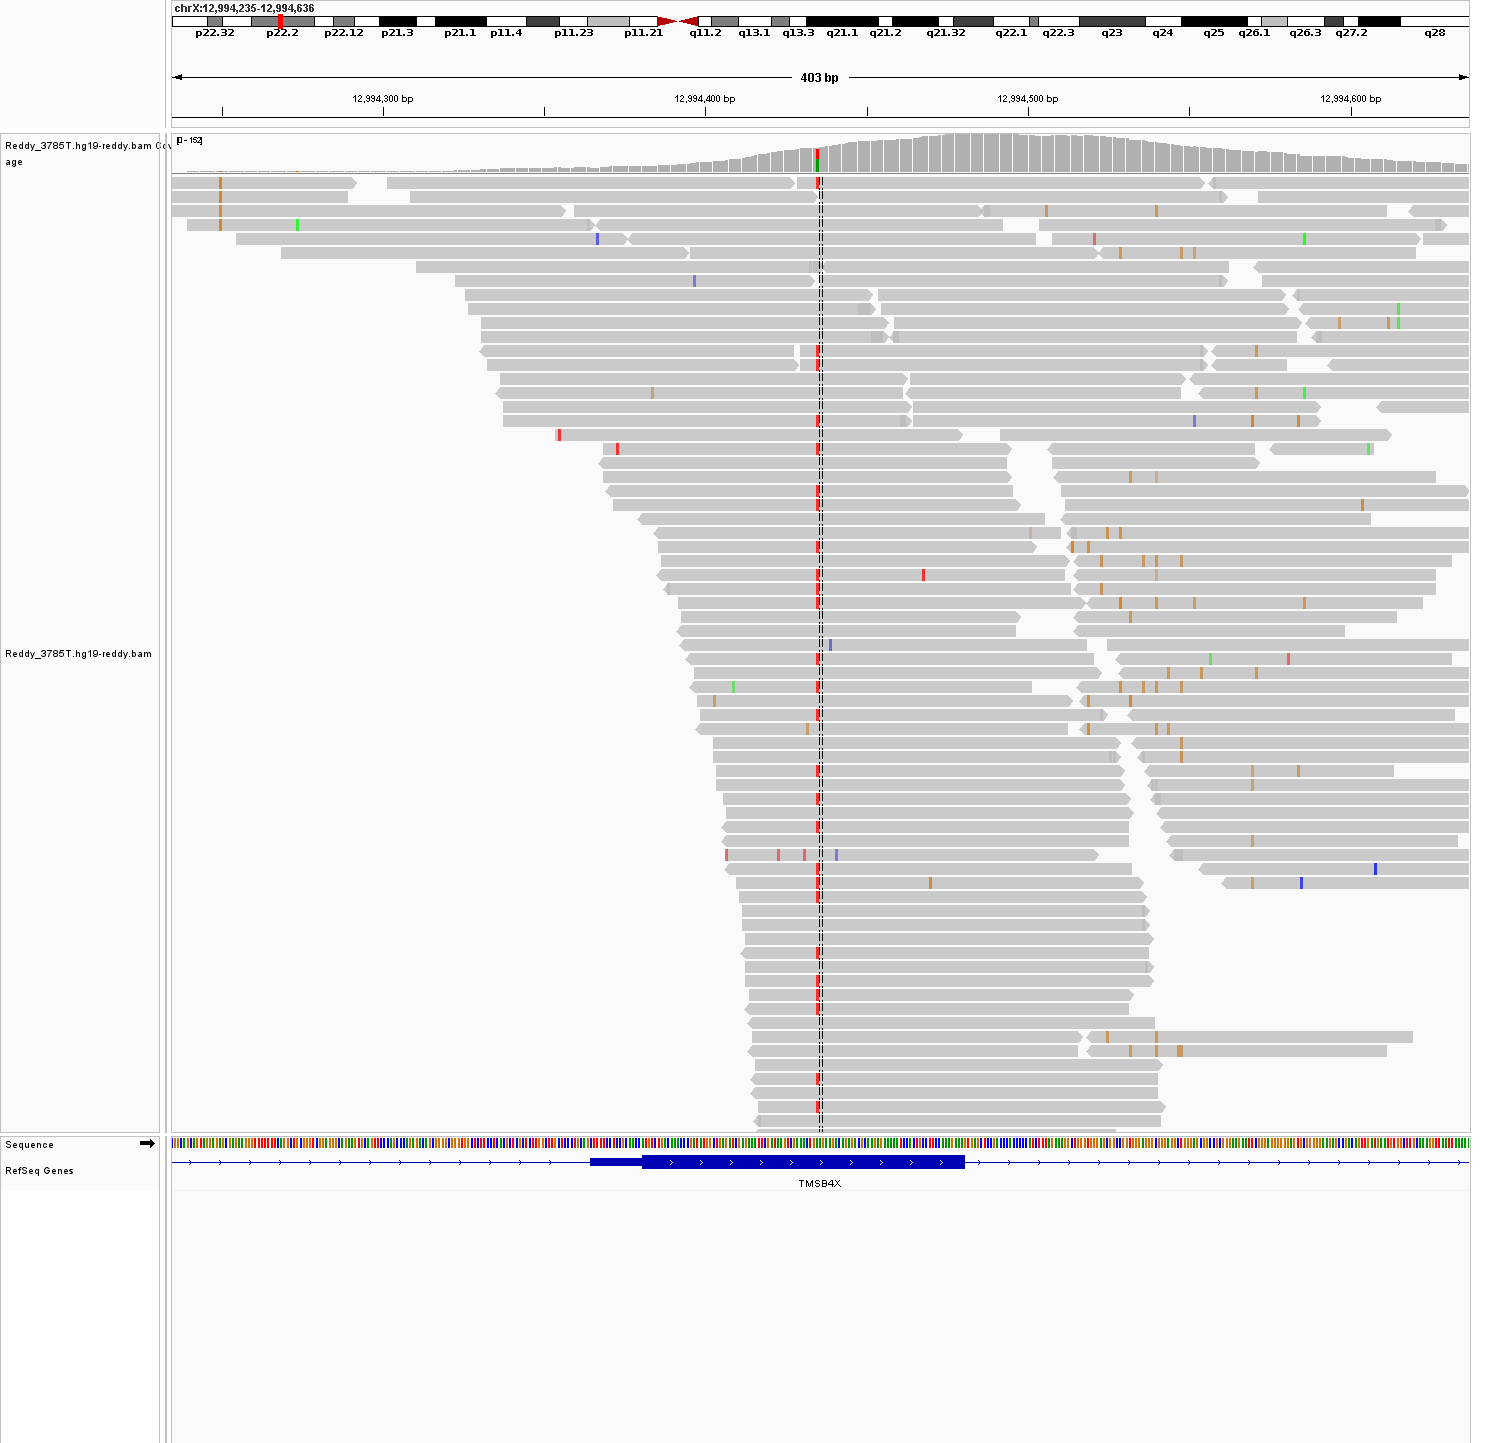 chrX:12,994,235-12,994,636
p22.32 p22.2 p22.12 p21.3 p21.1 p11.4 p11.23 p11.21 q11.2 q13.1 q13.3 q21.1 q21.2 q21.32 q22.1 q22.3 q23 q24 q25 q26.1 q26.3 q27.2 q28
403 bp
12,994,300 bp 12,994,400 bp 12,994,500 bp 12,994,600 bp
[0 - 152]
Reddy_3785T.hg19-reddy.bam Cov
age
Reddy_3785T.hg19-reddy.bam
Sequence
RefSeq Genes
TMSB4X